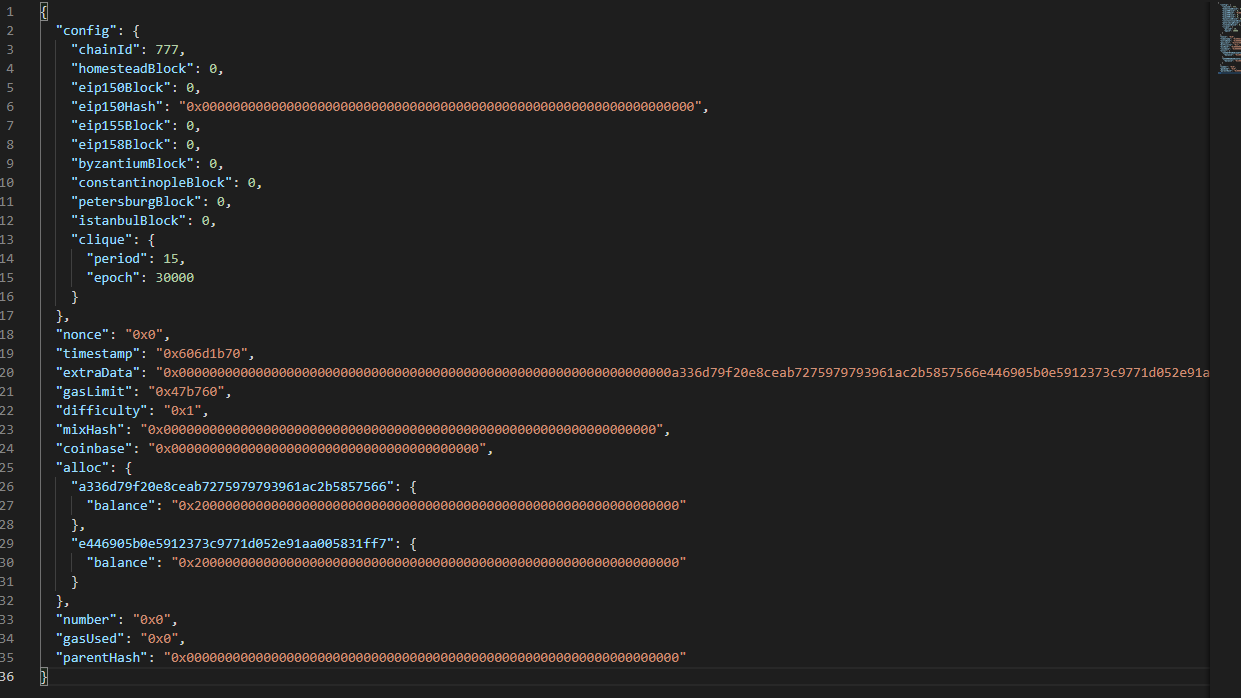 1 {
2 "config": {
3 "chainId": 777,
4 "homesteadBlock": 0,
5 "eip150Block": 0,
6 "eip150Hash": "0x0000000000000000000000000000000000000000000000000000000000000000",
7 "eip155Block": 0,
8 "eip158Block": 0,
9 "byzantiumBlock": 0,
10 "constantinopleBlock": 0,
11 "petersburgBlock": 0,
12 "istanbulBlock": 0,
13 "clique": {
14 "period": 15,
15 "epoch": 30000
16 }
17 },
18 "nonce": "0x0",
19 "timestamp": "0x606d1b70",
20 "extraData": "0x0000000000000000000000000000000000000000000000000000000000000000a336d79f20e8ceab7275979793961ac2b5857566e446905b0e5912373c9771d052e91a
21 "gasLimit": "0x47b760",
22 "difficulty": "0x1",
23 "mixHash": "0x0000000000000000000000000000000000000000000000000000000000000000",
24 "coinbase": "0x0000000000000000000000000000000000000000",
25 "alloc": {
26 "a336d79f20e8ceab7275979793961ac2b5857566": {
27 "balance": "0x200000000000000000000000000000000000000000000000000000000000000"
28 },
29 "e446905b0e5912373c9771d052e91aa005831ff7": {
30 "balance": "0x200000000000000000000000000000000000000000000000000000000000000"
31 }
32 },
33 "number": "0x0",
34 "gasUsed": "0x0",
35 "parentHash": "0x0000000000000000000000000000000000000000000000000000000000000000"
36 }